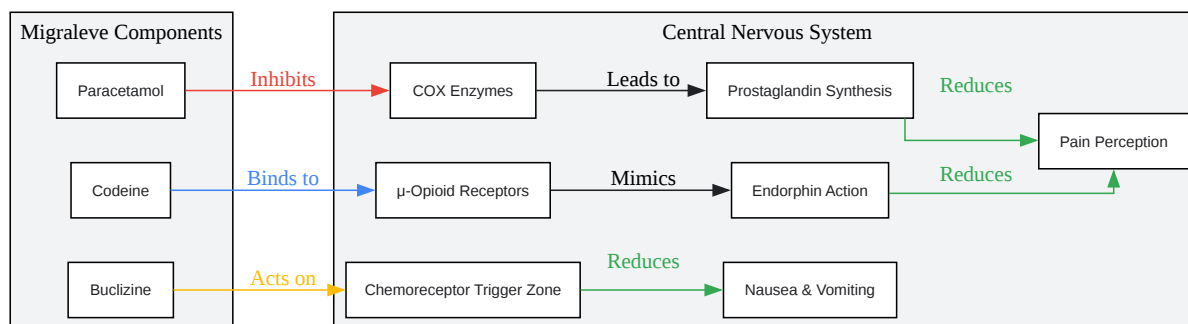 Migraleve Components
Central Nervous System
Paracetamol
Inhibits
COX Enzymes
Leads to
Prostaglandin Synthesis
Reduces
Pain Perception
Codeine
Binds to
μ-Opioid Receptors
Mimics
Endorphin Action
Reduces
Buclizine
Acts on
Chemoreceptor Trigger Zone
Reduces
Nausea & Vomiting